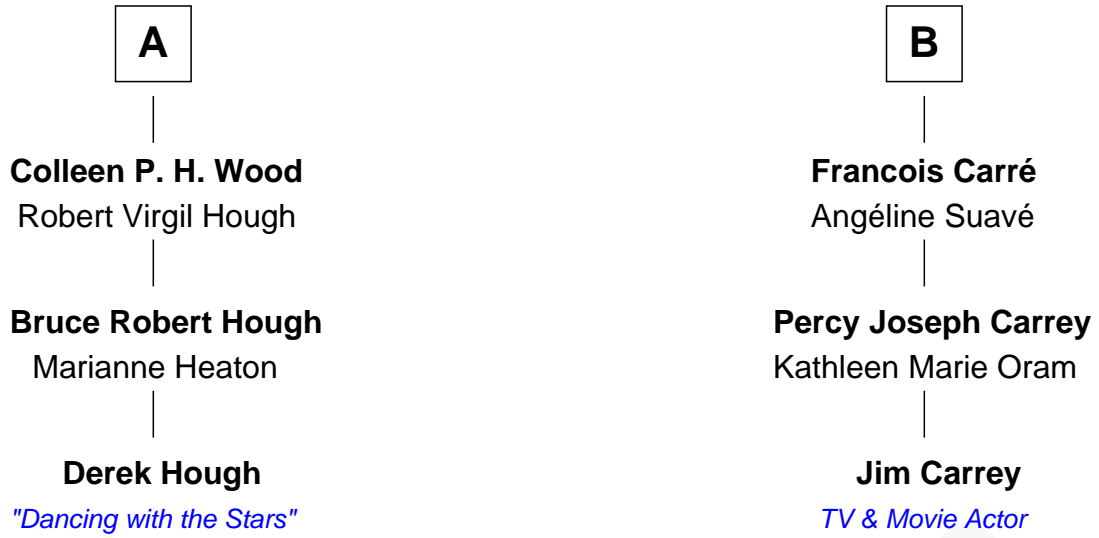 A
Colleen P. H. Wood
Robert Virgil Hough
Bruce Robert Hough
Marianne Heaton
Derek Hough
"Dancing with the Stars"
B
Francois Carré
Angéline Suavé
Percy Joseph Carrey
Kathleen Marie Oram
Jim Carrey
TV & Movie Actor